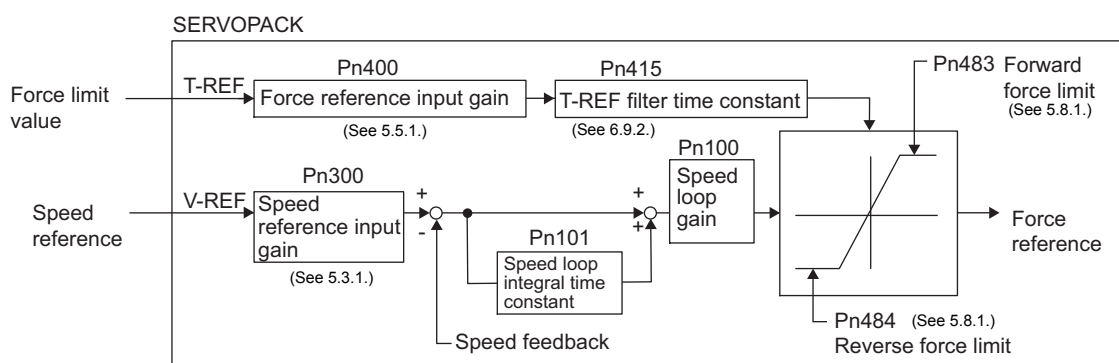 SERVOPACK
Force limit
value
T-REF
Pn400
Force reference input gain
(See 5.5.1.)
Pn415
T-REF filter time constant
(See 6.9.2.)
Pn483 Forward
force limit
(See 5.8.1.)
Speed
reference
V-REF
Pn300
Speed
reference input
gain
(See 5.3.1.)
+
-
Pn101
Speed loop
integral time
constant
+
+
Pn100
Speed
loop
gain
Force
reference
Speed feedback
Pn484 (See 5.8.1.)
Reverse force limit